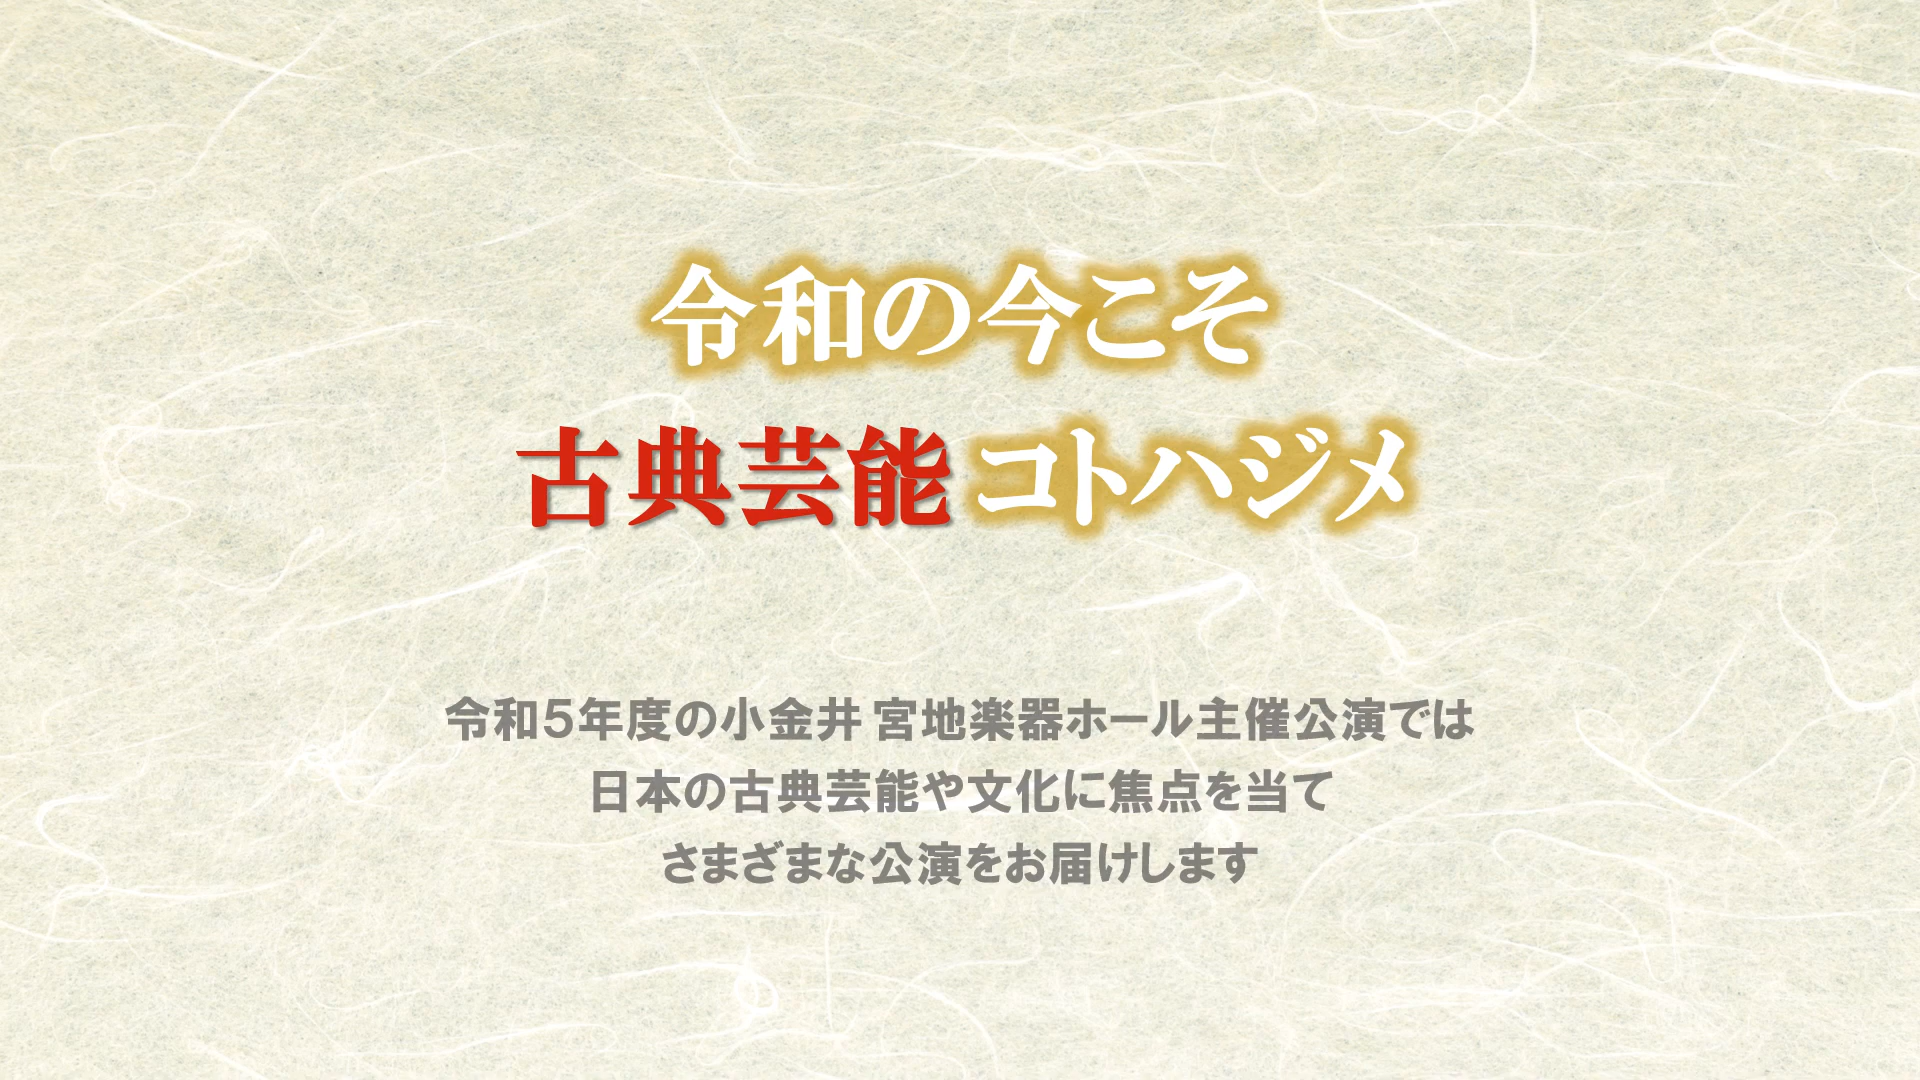 令和の今こそ
古典芸能 コトハジメ
令和5年度の小金井 宮地楽器ホール主催公演では
日本の古典芸能や文化に焦点を当て
さまざまな公演をお届けします